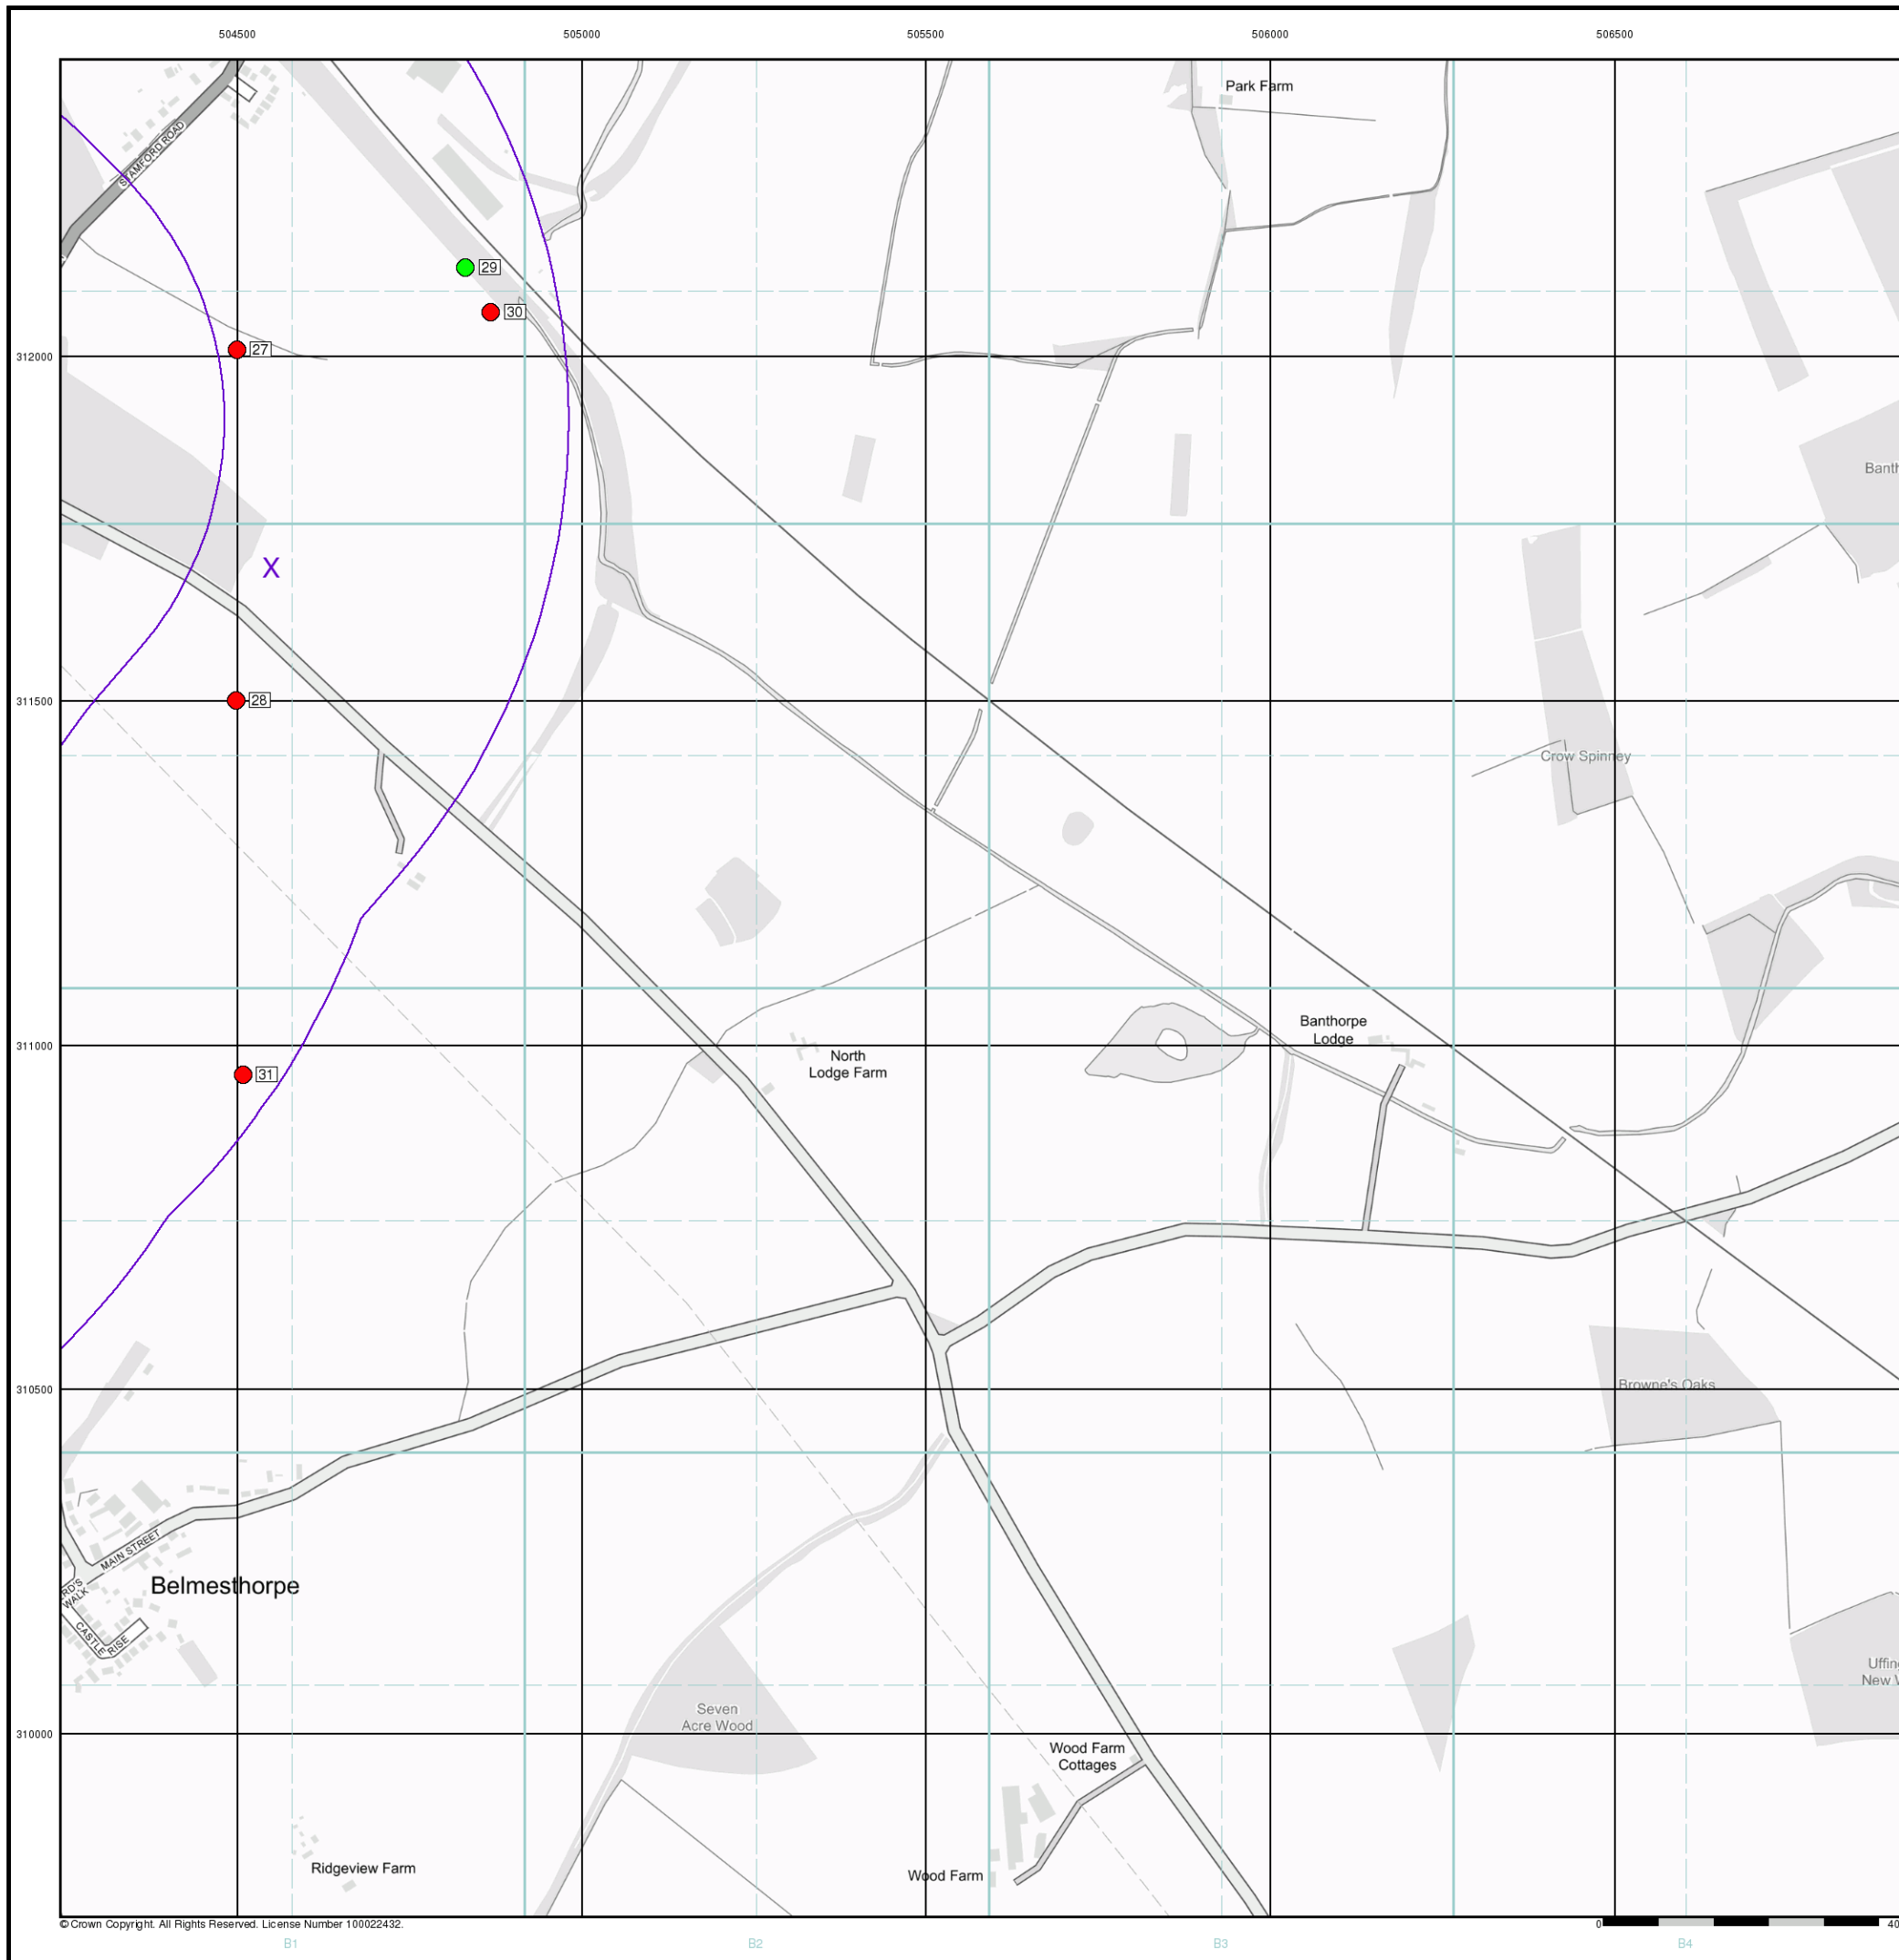 504500 505000 505500 506000 506500
Park Farm
STAMFORD ROAD
29
30
27
312000
Banth
X
311500
28
Crow Spinney
Banthorpe
Lodge
311000
North
Lodge Farm
31
310500
Browne's Oaks
MAIN STREET
Belmesthorpe
RD'S
WALK
CASTLE RISE
Uffin
New W
Seven
Acre Wood
310000
Wood Farm
Cottages
Ridgeview Farm
Wood Farm
© Crown Copyright. All Rights Reserved. License Number 100022432.
0 40
B1 B2 B3 B4